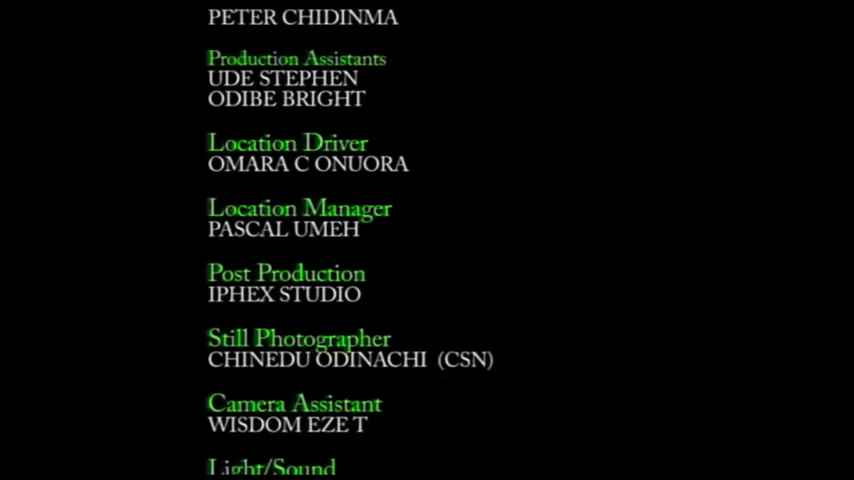 PETER CHIDINMA
Production Assistants
UDE STEPHEN
ODIBE BRIGHT
Location Driver
OMARA C ONUORA
Location Manager
PASCAL UMEH
Post Production
IPHEX STUDIO
Still Photographer
CHINEDU ODINACHI (CSN)
Camera Assistant
WISDOM EZE T
Light/Sound